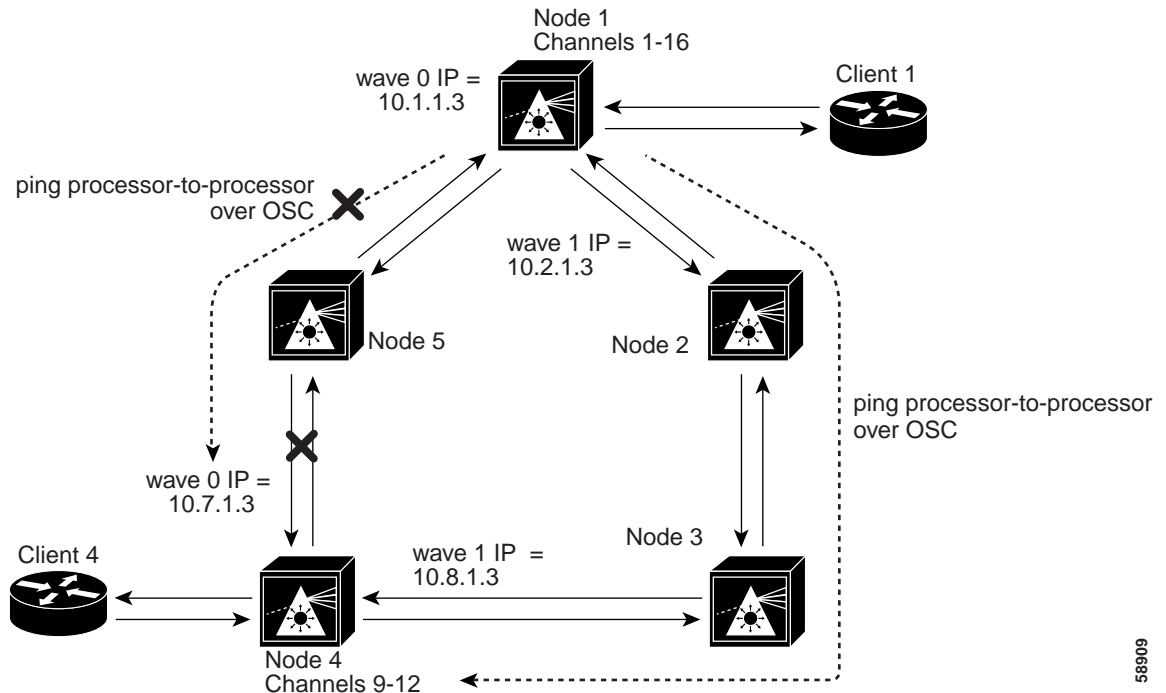 Node 1
Channels 1-16
wave 0 IP =
10.1.1.3
Client 1
ping processor-to-processor
over OSC
wave 1 IP =
10.2.1.3
Node 5
Node 2
ping processor-to-processor
over OSC
wave 0 IP =
10.7.1.3
Client 4
wave 1 IP =
10.8.1.3
Node 3
Node 4
Channels 9-12
58909